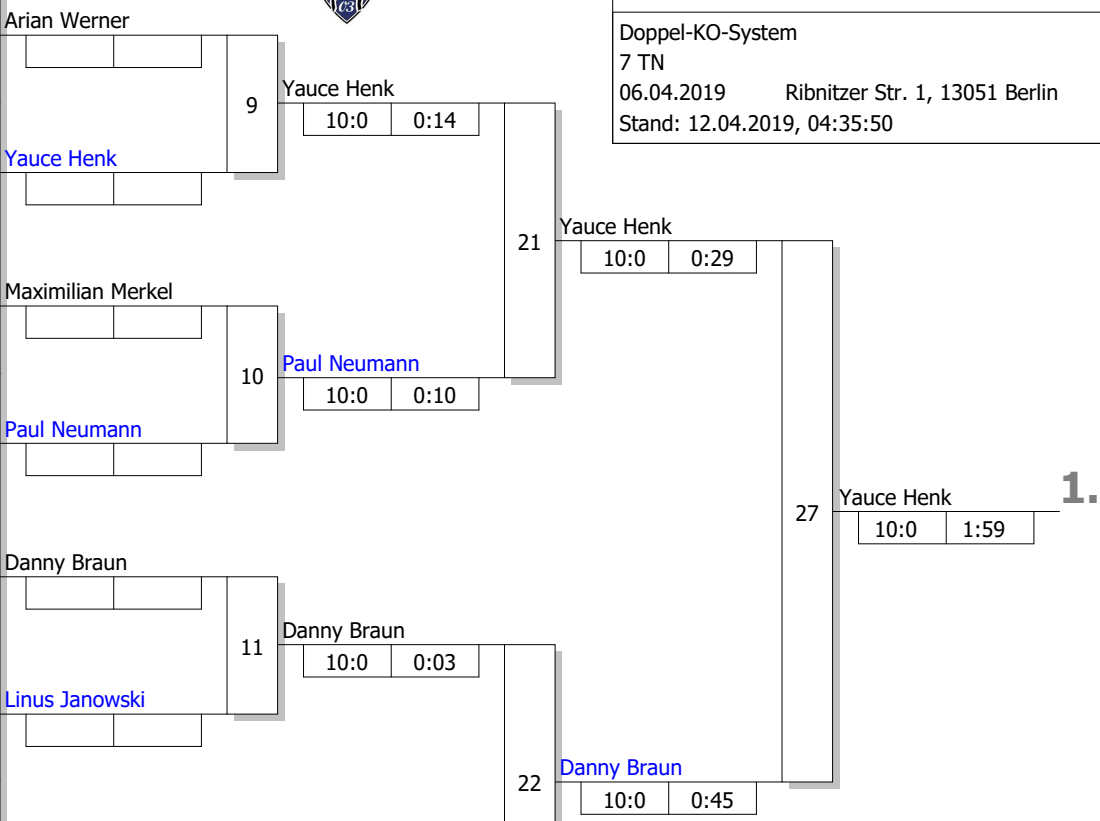 C3
Doppel-KO-System
7 TN
06.04.2019 Ribnitzer Str. 1, 13051 Berlin
Stand: 12.04.2019, 04:35:50
Arian Werner
9
Yauce Henk
10:0 0:14
Yauce Henk
21
Yauce Henk
10:0 0:29
Maximilian Merkel
10
Paul Neumann
10:0 0:10
Paul Neumann
27
Yauce Henk
1.
10:0 1:59
Danny Braun
11
Danny Braun
10:0 0:03
Linus Janowski
22
Danny Braun
10:0 0:45